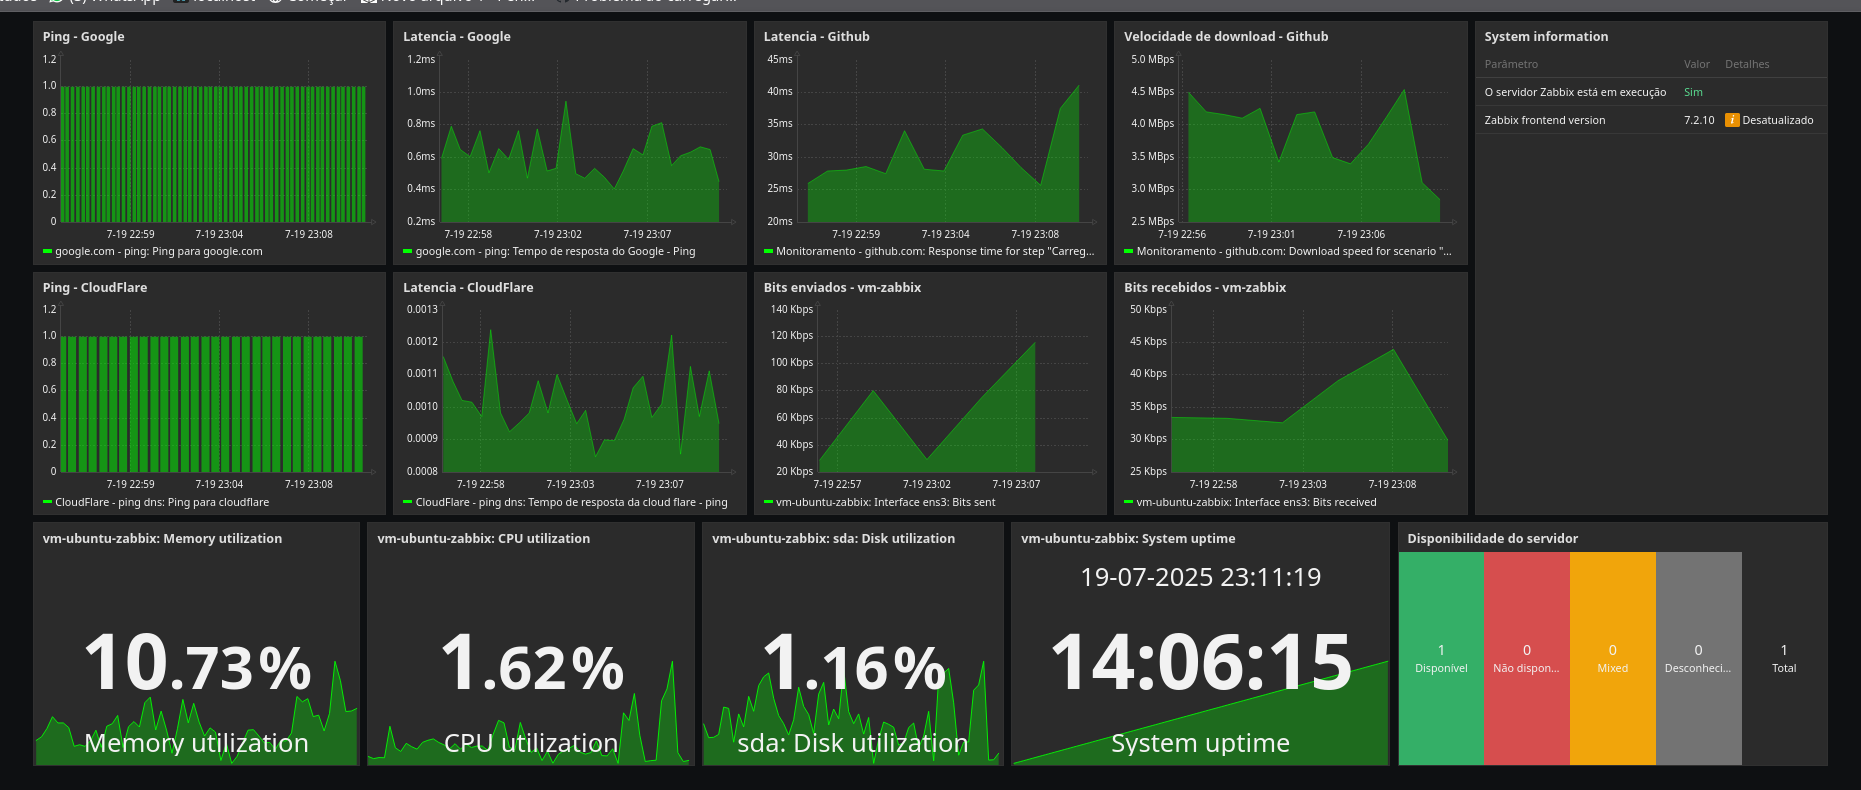 Ping - Google
1.2
1.0
0.8
0.6
0.4
0.2
0
7-19 22:59
7-19 23:04
7-19 23:08
google.com - ping: Ping para google.com
Latencia - Google
1.2ms
1.0ms
0.8ms
0.6ms
0.4ms
0.2ms
7-19 22:58
7-19 23:02
7-19 23:07
google.com - ping: Tempo de resposta do Google - Ping
Latencia - Github
45ms
40ms
35ms
30ms
25ms
20ms
7-19 22:59
7-19 23:04
7-19 23:08
Monitoramento - github.com: Response time for step "Carreg...
Velocidade de download - Github
5.0 MBps
4.5 MBps
4.0 MBps
3.5 MBps
3.0 MBps
2.5 MBps
7-19 22:56
7-19 23:01
7-19 23:06
Monitoramento - github.com: Download speed for scenario "...
System information
Parâmetro Valor Detalhes
O servidor Zabbix está em execução Sim
Zabbix frontend version 7.2.10 i Desatualizado
Ping - CloudFlare
1.2
1.0
0.8
0.6
0.4
0.2
0
7-19 22:59
7-19 23:04
7-19 23:08
CloudFlare - ping dns: Ping para cloudflare
Latencia - CloudFlare
0.0013
0.0012
0.0011
0.0010
0.0009
0.0008
7-19 22:58
7-19 23:03
7-19 23:07
CloudFlare - ping dns: Tempo de resposta da cloud flare - ping
Bits enviados - vm-zabbix
140 Kbps
120 Kbps
100 Kbps
80 Kbps
60 Kbps
40 Kbps
20 Kbps
7-19 22:57
7-19 23:02
7-19 23:07
vm-ubuntu-zabbix: Interface ens3: Bits sent
Bits recebidos - vm-zabbix
50 Kbps
45 Kbps
40 Kbps
35 Kbps
30 Kbps
25 Kbps
7-19 22:58
7-19 23:03
7-19 23:08
vm-ubuntu-zabbix: Interface ens3: Bits received
vm-ubuntu-zabbix: Memory utilization
10.73%
Memory utilization
vm-ubuntu-zabbix: CPU utilization
1.62%
CPU utilization
vm-ubuntu-zabbix: sda: Disk utilization
1.16%
sda: Disk utilization
vm-ubuntu-zabbix: System uptime
19-07-2025 23:11:19
14:06:15
System uptime
Disponibilidade do servidor
1
Disponível
0
Não dispon...
0
Mixed
0
Desconheci...
1
Total